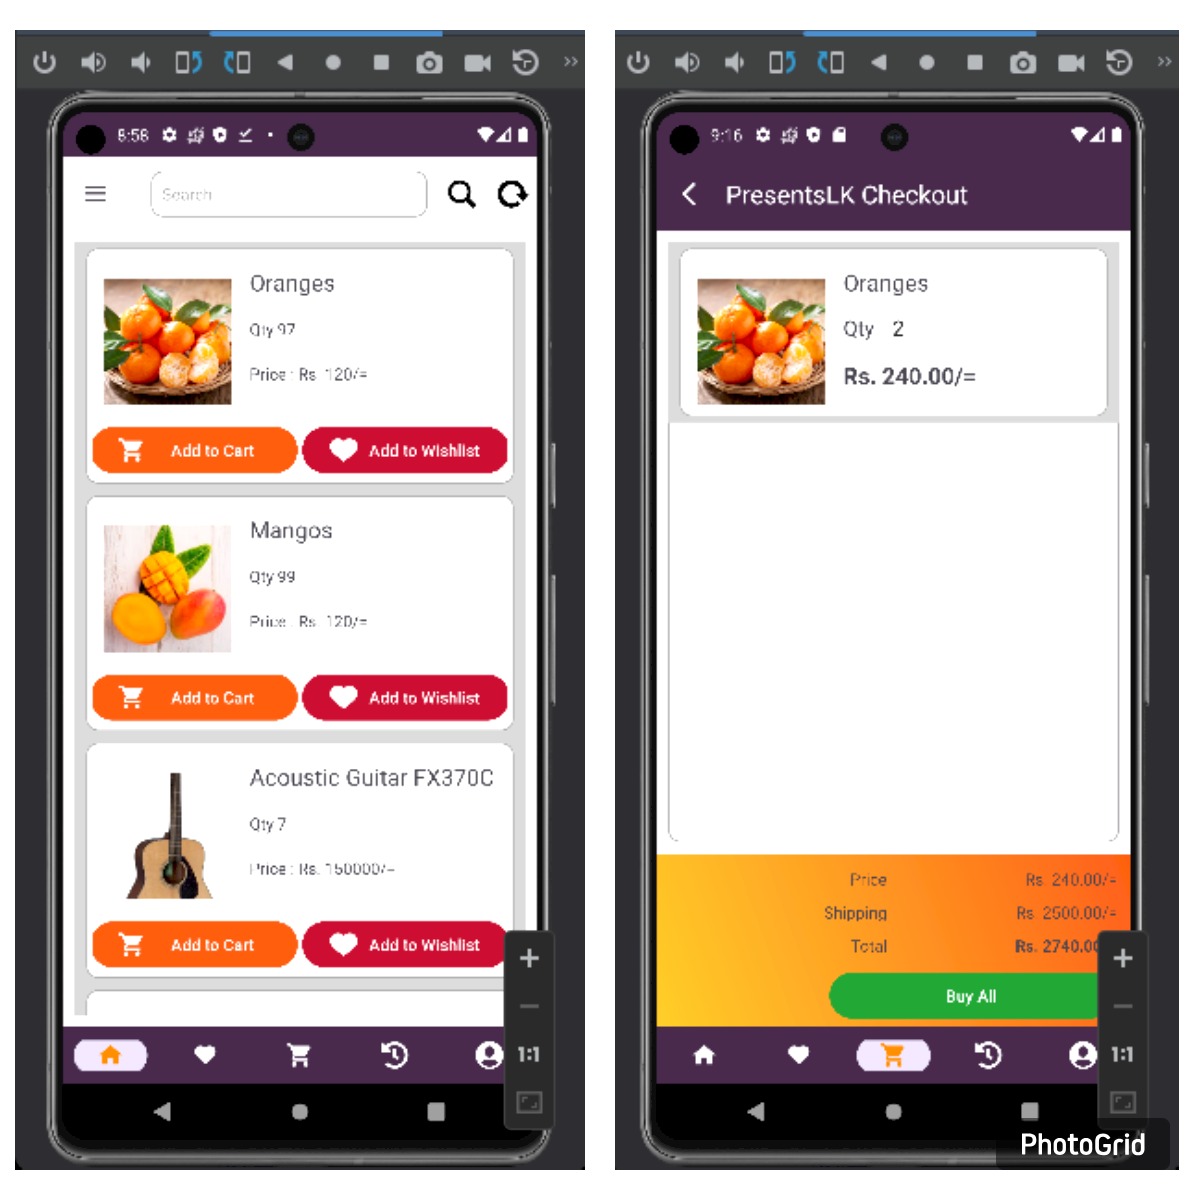 8:58
Search
Oranges
Qty 97
Price : Rs. 120/=
Add to Cart
Add to Wishlist
Mangos
Qty 99
Price : Rs. 120/=
Add to Cart
Add to Wishlist
Acoustic Guitar FX370C
Qty 7
Price : Rs. 150000/=
Add to Cart
Add to Wishlist
1:1
9:16
PresentsLK Checkout
Oranges
Qty 2
Rs. 240.00/=
Price Rs. 240.00/=
Shipping Rs. 2500.00/=
Total Rs. 2740.0
Buy All
1:1
PhotoGrid